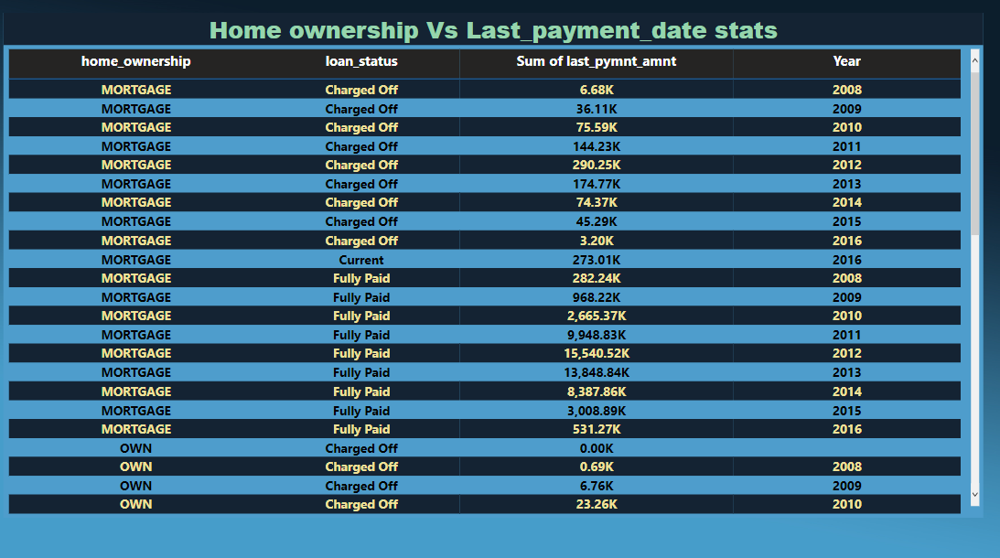 Home ownership Vs Last_payment_date stats
home_ownership loan_status Sum of last_pymnt_amnt Year
MORTGAGE Charged Off 6.68K 2008
MORTGAGE Charged Off 36.11K 2009
MORTGAGE Charged Off 75.59K 2010
MORTGAGE Charged Off 144.23K 2011
MORTGAGE Charged Off 290.25K 2012
MORTGAGE Charged Off 174.77K 2013
MORTGAGE Charged Off 74.37K 2014
MORTGAGE Charged Off 45.29K 2015
MORTGAGE Charged Off 3.20K 2016
MORTGAGE Current 273.01K 2016
MORTGAGE Fully Paid 282.24K 2008
MORTGAGE Fully Paid 968.22K 2009
MORTGAGE Fully Paid 2,665.37K 2010
MORTGAGE Fully Paid 9,948.83K 2011
MORTGAGE Fully Paid 15,540.52K 2012
MORTGAGE Fully Paid 13,848.84K 2013
MORTGAGE Fully Paid 8,387.86K 2014
MORTGAGE Fully Paid 3,008.89K 2015
MORTGAGE Fully Paid 531.27K 2016
OWN Charged Off 0.00K
OWN Charged Off 0.69K 2008
OWN Charged Off 6.76K 2009
OWN Charged Off 23.26K 2010